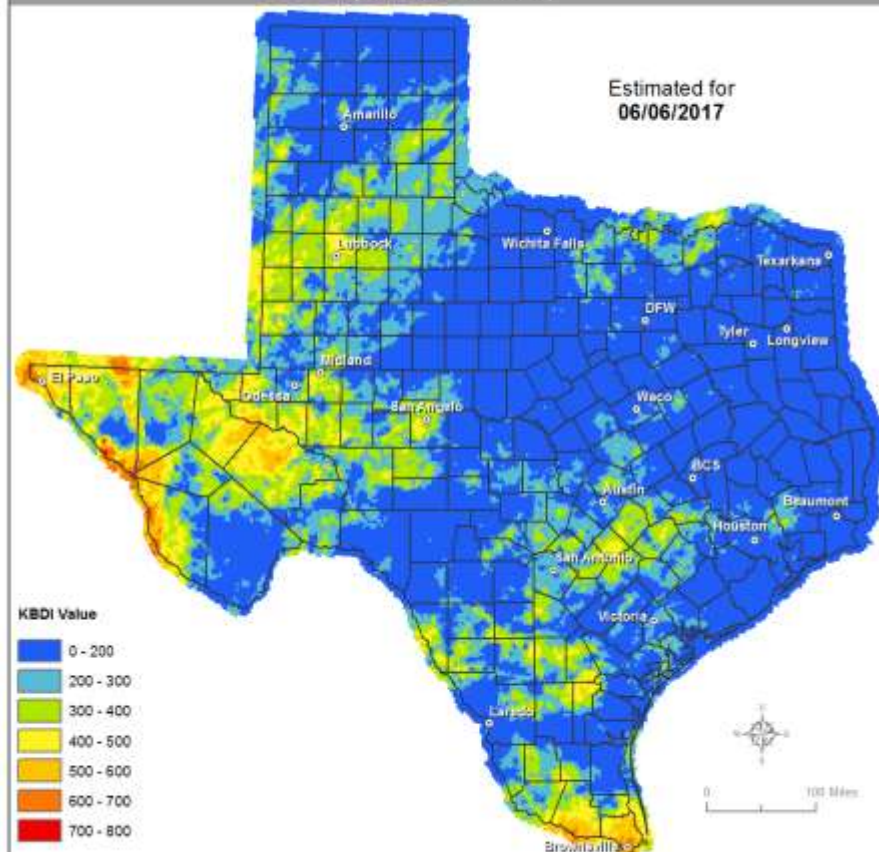 Estimated for
06/06/2017
Amarillo
Lubbock
Wichita Falls
Texarkana
DFW
Tyler
Longview
Midland
El Paso
Odessa
San Angelo
Waco
BCS
Austin
Beaumont
Houston
San Antonio
Victoria
Laredo
Brownsville
KBDI Value
0 - 200
200 - 300
300 - 400
400 - 500
500 - 600
600 - 700
700 - 800
0 100 Miles